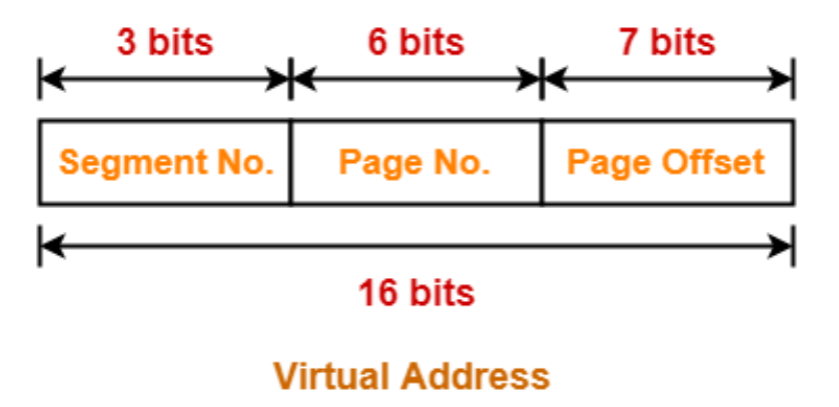 3 bits 6 bits 7 bits
Segment No. Page No. Page Offset
16 bits
Virtual Address